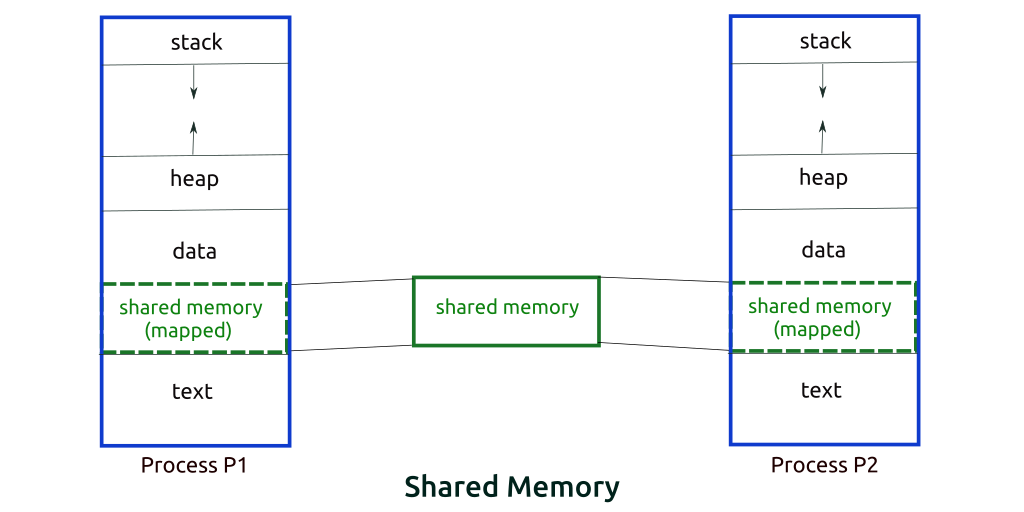 stack
heap
data
shared memory
(mapped)
text
Process P1
shared memory
stack
heap
data
shared memory
(mapped)
text
Process P2
Shared Memory